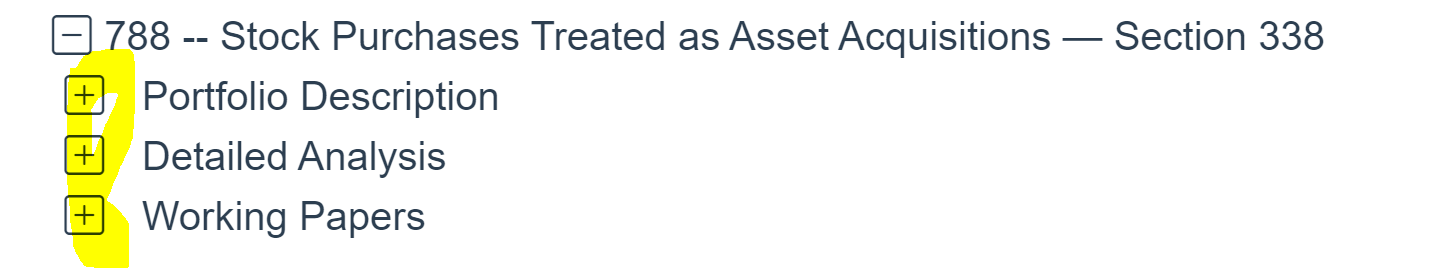 788 -- Stock Purchases Treated as Asset Acquisitions — Section 338
Portfolio Description
Detailed Analysis
Working Papers